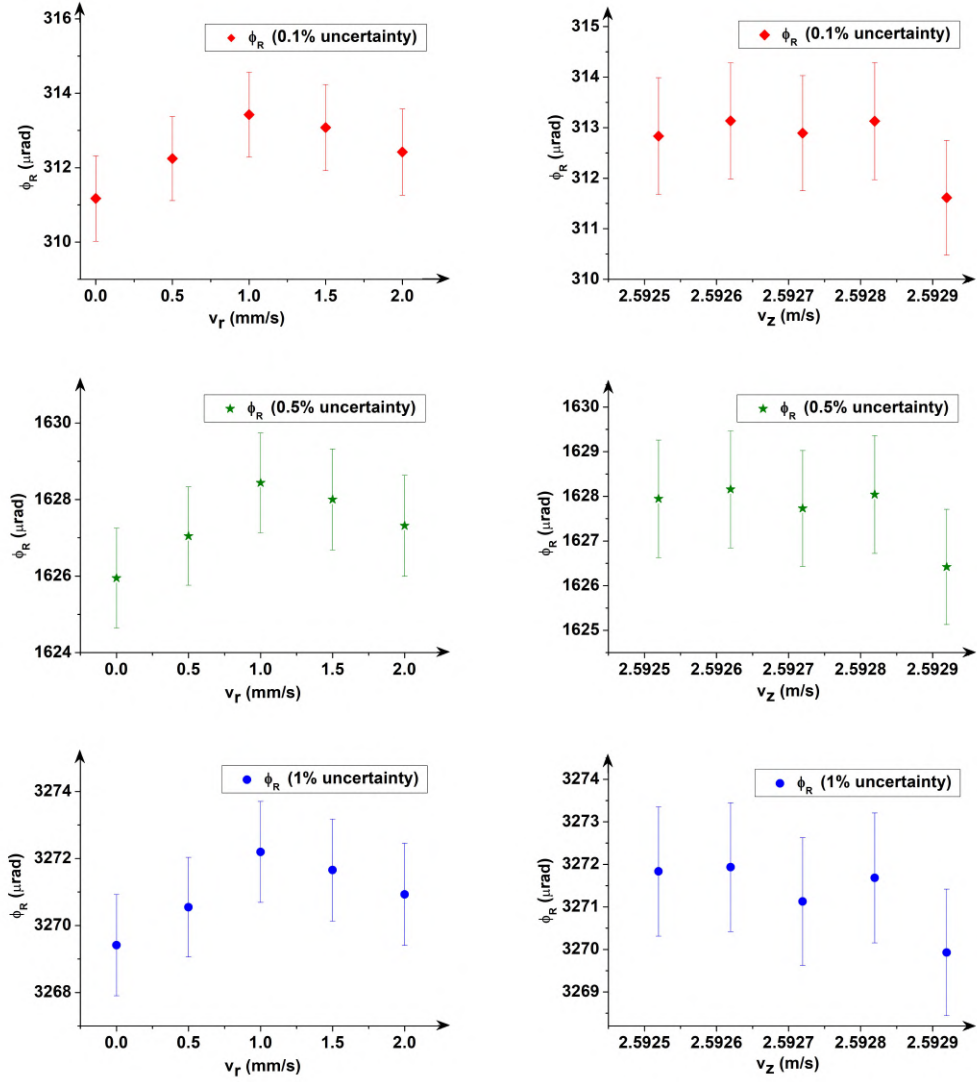 316
ϕR (0.1% uncertainty)
314
312
310
ϕR (μrad)
0.0 0.5 1.0 1.5 2.0
vr (mm/s)
315
ϕR (0.1% uncertainty)
314
313
312
311
310
ϕR (μrad)
2.5925 2.5926 2.5927 2.5928 2.5929
vz (m/s)
ϕR (0.5% uncertainty)
1630
1628
1626
1624
ϕR (μrad)
0.0 0.5 1.0 1.5 2.0
vr (mm/s)
ϕR (0.5% uncertainty)
1630
1629
1628
1627
1626
1625
ϕR (μrad)
2.5925 2.5926 2.5927 2.5928 2.5929
vz (m/s)
ϕR (1% uncertainty)
3274
3272
3270
3268
ϕR (μrad)
0.0 0.5 1.0 1.5 2.0
vr (mm/s)
ϕR (1% uncertainty)
3274
3273
3272
3271
3270
3269
ϕR (μrad)
2.5925 2.5926 2.5927 2.5928 2.5929
vz (m/s)